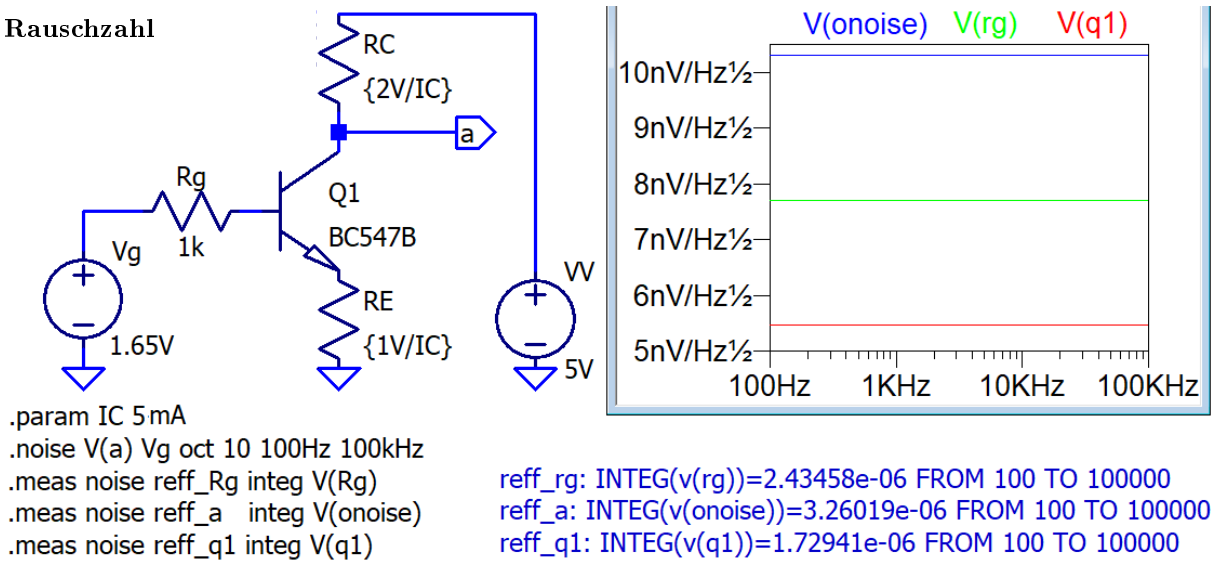 Rauschzahl
RC
{2V/IC}
a
Rg
1k
Q1
BC547B
Vg
1.65V
RE
{1V/IC}
VV
5V
V(onoise) V(rg) V(q1)
10nV/Hz½
9nV/Hz½
8nV/Hz½
7nV/Hz½
6nV/Hz½
5nV/Hz½
100Hz 1KHz 10KHz 100KHz
.param IC 5mA
.noise V(a) Vg oct 10 100Hz 100kHz
.meas noise reff_Rg integ V(Rg)
.meas noise reff_a integ V(onoise)
.meas noise reff_q1 integ V(q1)
reff_rg: INTEG(v(rg))=2.43458e-06 FROM 100 TO 100000
reff_a: INTEG(v(onoise))=3.26019e-06 FROM 100 TO 100000
reff_q1: INTEG(v(q1))=1.72941e-06 FROM 100 TO 100000